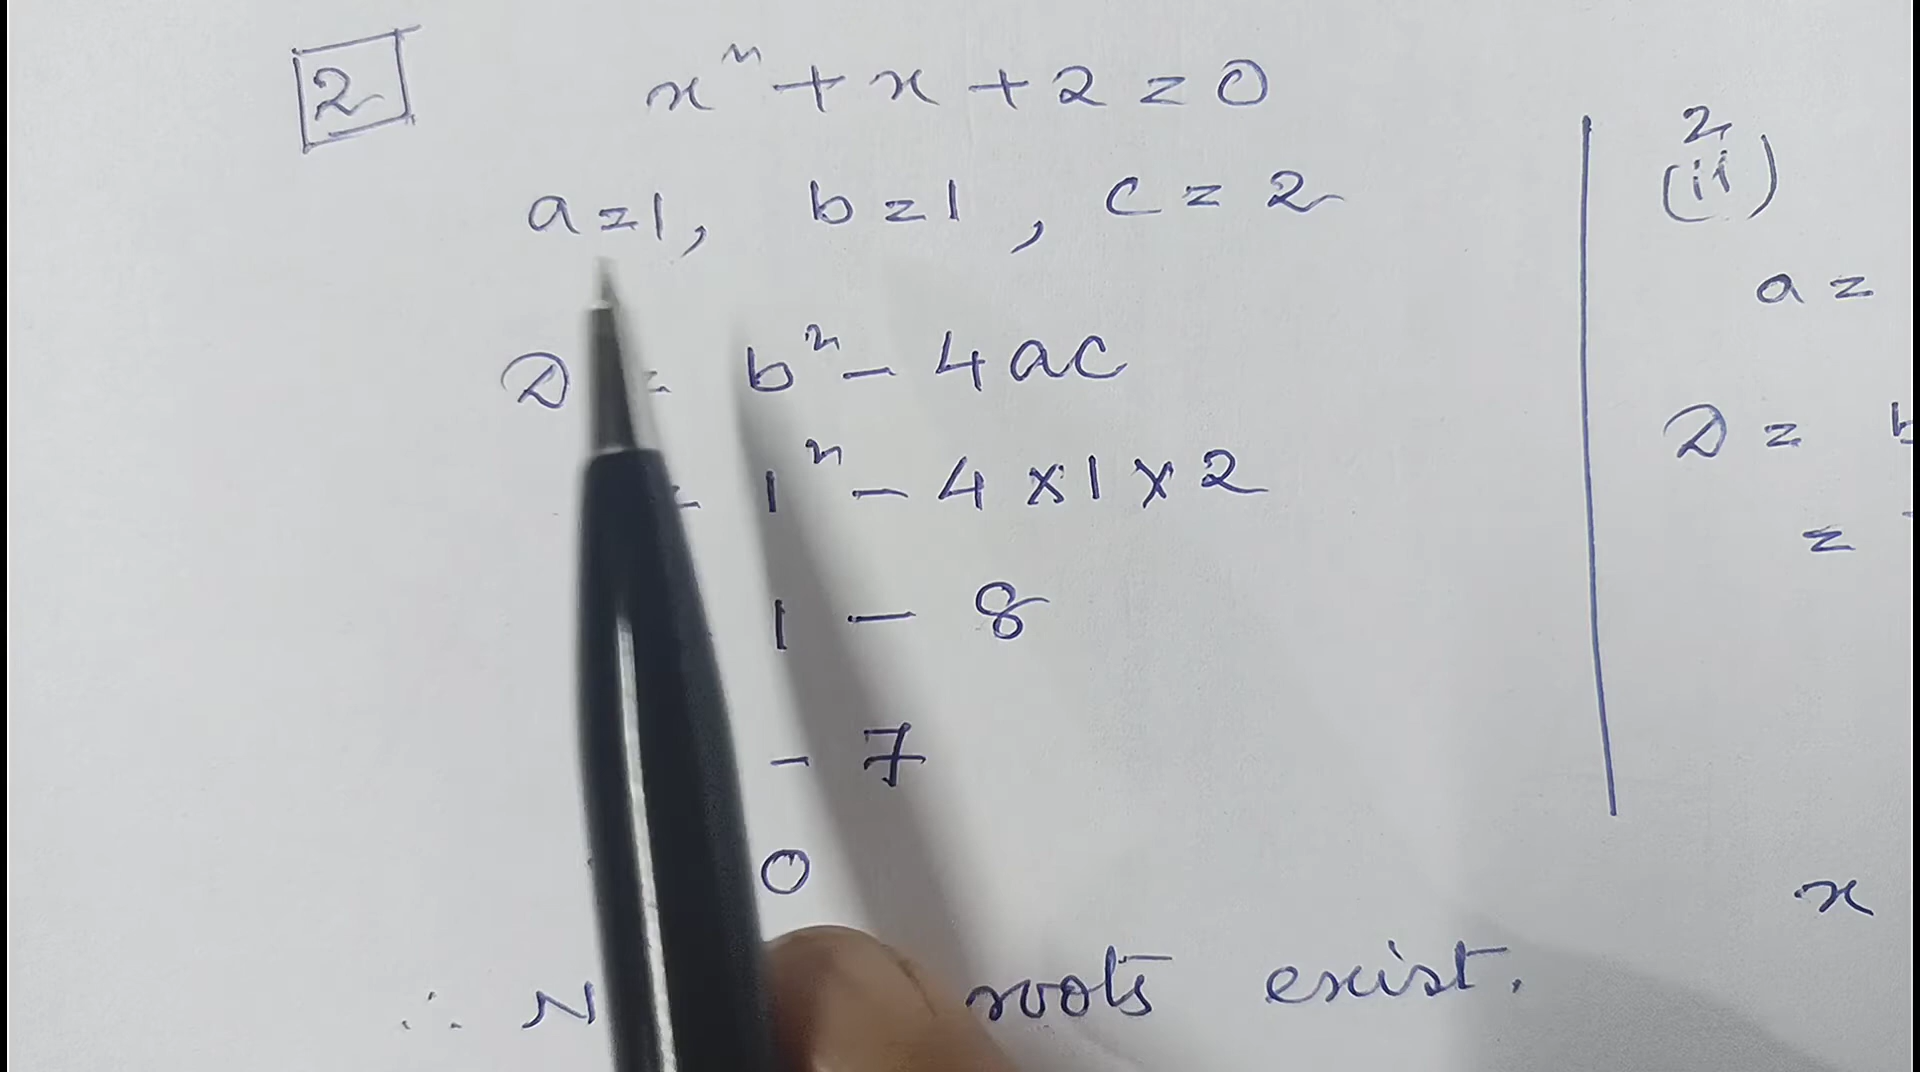 2 x² + x + 2 = 0
a = 1, b = 1, c = 2
D = b² - 4ac
= 1² - 4 × 1 × 2
1 - 8
- 7
0
∴ N roots exist.
2
(ii)
a =
D = b
=
x